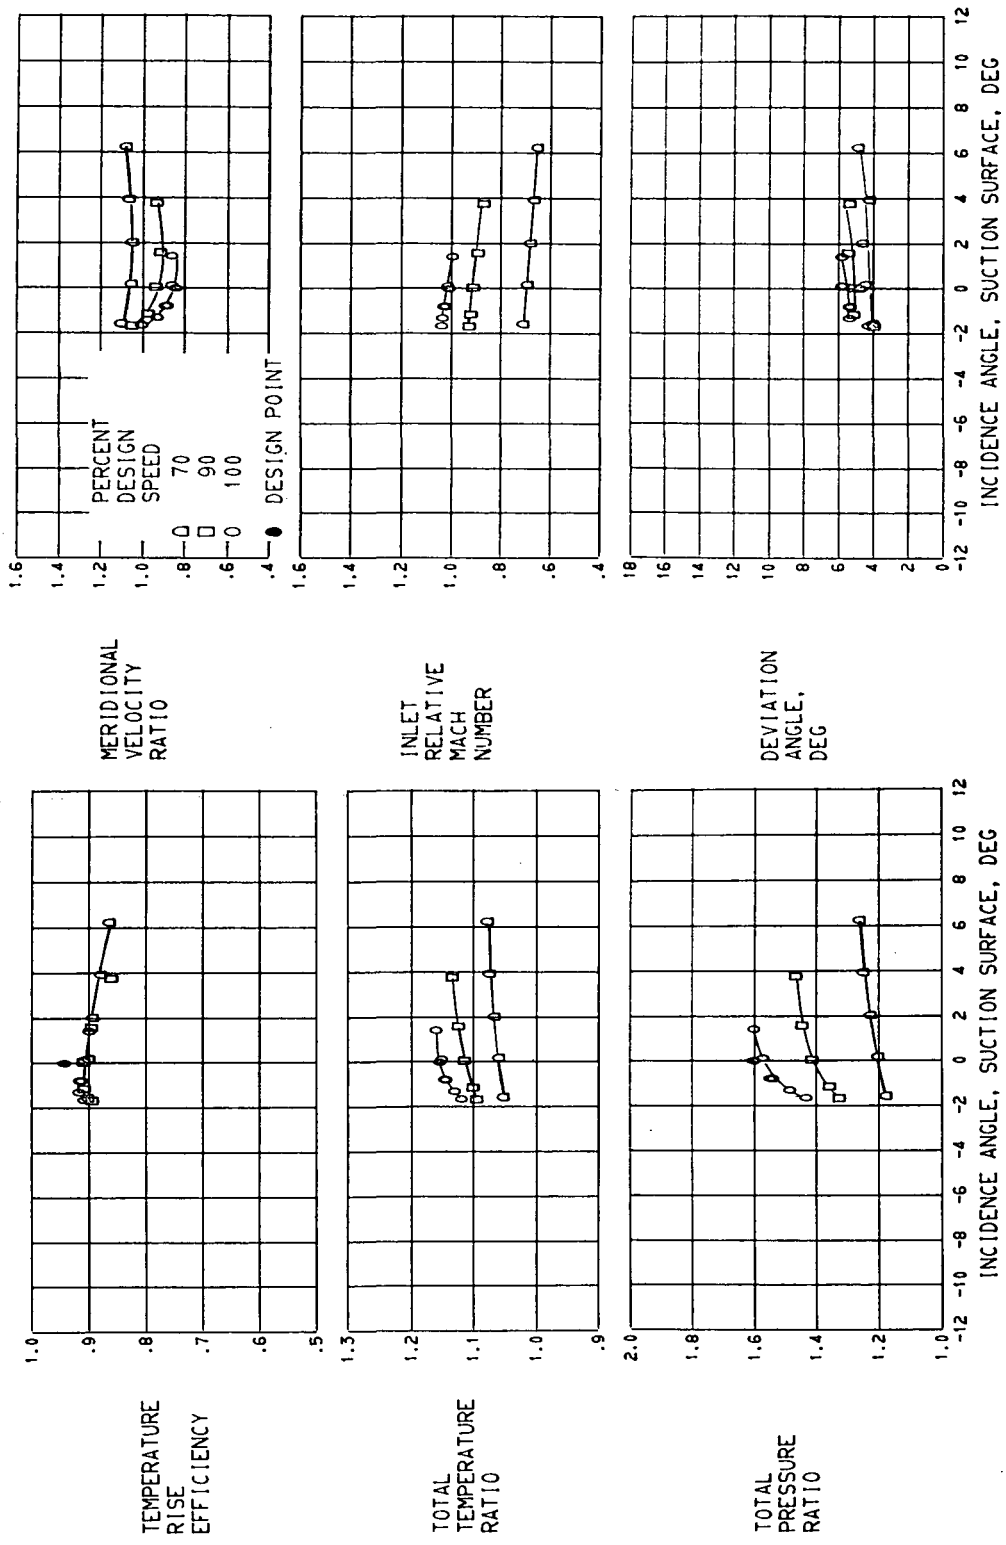 TEMPERATURE
RISE
EFFICIENCY
1.0
.9
.8
.7
.6
.5
TOTAL
TEMPERATURE
RATIO
1.3
1.2
1.1
1.0
.9
TOTAL
PRESSURE
RATIO
2.0
1.8
1.6
1.4
1.2
1.0
-12 -10 -8 -6 -4 -2 0 2 4 6 8 10 12
INCIDENCE ANGLE, SUCTION SURFACE, DEG
MERIDIONAL
VELOCITY
RATIO
1.6
1.4
1.2
1.0
.8
.6
.4
PERCENT
DESIGN
SPEED
70
90
100
DESIGN POINT
INLET
RELATIVE
MACH
NUMBER
1.6
1.4
1.2
1.0
.8
.6
.4
DEVIATION
ANGLE,
DEG
18
16
14
12
10
8
6
4
2
0
-12 -10 -8 -6 -4 -2 0 2 4 6 8 10 12
INCIDENCE ANGLE, SUCTION SURFACE, DEG